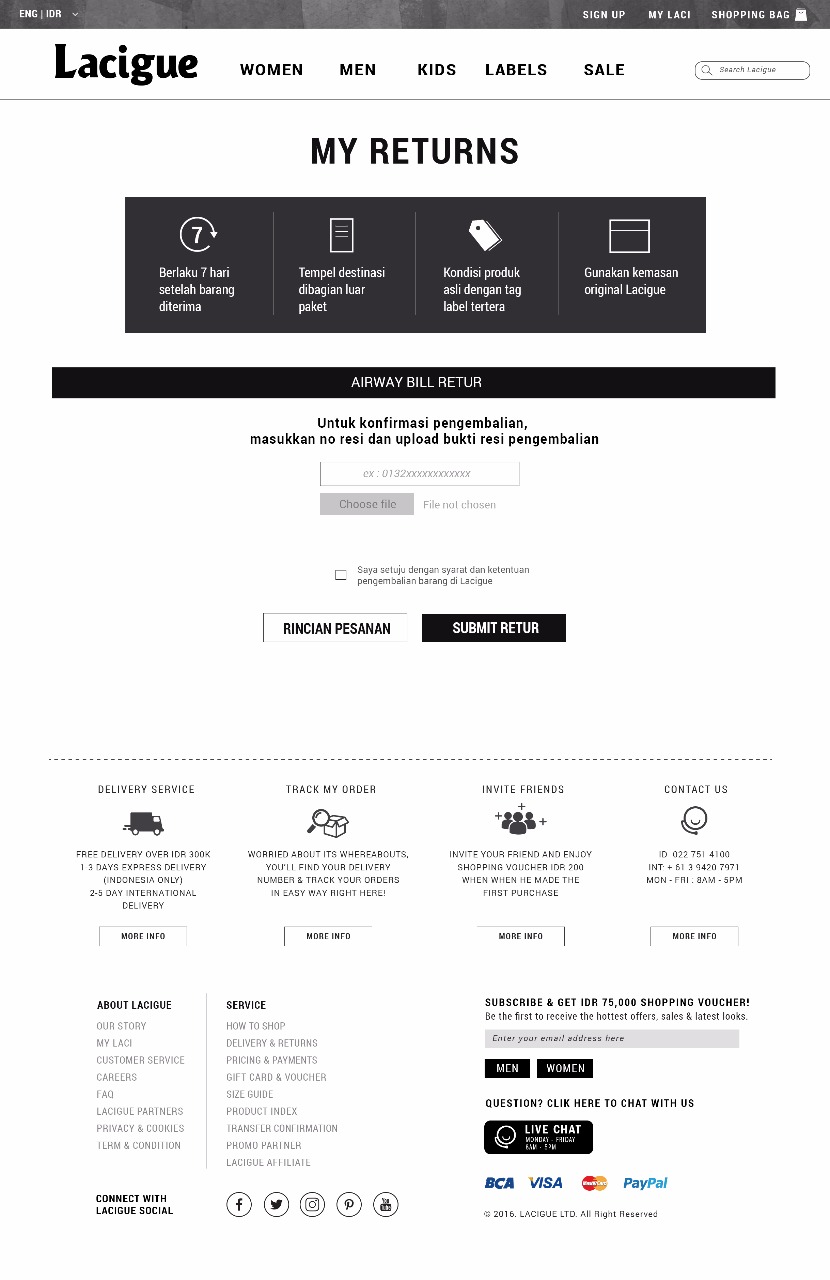 ENG | IDR
SIGN UP MY LACI SHOPPING BAG
Lacigue
WOMEN MEN KIDS LABELS SALE
Search Lacigue
MY RETURNS
7
Berlaku 7 hari
setelah barang
diterima
Tempel destinasi
dibagian luar
paket
Kondisi produk
asli dengan tag
label tertera
Gunakan kemasan
original Lacigue
AIRWAY BILL RETUR
Untuk konfirmasi pengembalian,
masukkan no resi dan upload bukti resi pengembalian
ex : 0132xxxxxxxxxxxx
Choose file File not chosen
Saya setuju dengan syarat dan ketentuan
pengembalian barang di Lacigue
RINCIAN PESANAN SUBMIT RETUR
DELIVERY SERVICE
FREE DELIVERY OVER IDR 300K
1-3 DAYS EXPRESS DELIVERY
(INDONESIA ONLY)
2-5 DAY INTERNATIONAL
DELIVERY
MORE INFO
TRACK MY ORDER
WORRIED ABOUT ITS WHEREABOUTS,
YOU'LL FIND YOUR DELIVERY
NUMBER & TRACK YOUR ORDERS
IN EASY WAY RIGHT HERE!
MORE INFO
INVITE FRIENDS
INVITE YOUR FRIEND AND ENJOY
SHOPPING VOUCHER IDR 200
WHEN WHEN HE MADE THE
FIRST PURCHASE
MORE INFO
CONTACT US
ID 022 751 4100
INT: + 61 3 9420 7971
MON - FRI : 8AM - 5PM
MORE INFO
ABOUT LACIGUE
OUR STORY
MY LACI
CUSTOMER SERVICE
CAREERS
FAQ
LACIGUE PARTNERS
PRIVACY & COOKIES
TERM & CONDITION
SERVICE
HOW TO SHOP
DELIVERY & RETURNS
PRICING & PAYMENTS
GIFT CARD & VOUCHER
SIZE GUIDE
PRODUCT INDEX
TRANSFER CONFIRMATION
PROMO PARTNER
LACIGUE AFFILIATE
SUBSCRIBE & GET IDR 75,000 SHOPPING VOUCHER!
Be the first to receive the hottest offers, sales & latest looks.
Enter your email address here
MEN WOMEN
QUESTION? CLIK HERE TO CHAT WITH US
LIVE CHAT
MONDAY - FRIDAY
8AM - 5PM
CONNECT WITH
LACIGUE SOCIAL
You
Tube
BCA VISA MasterCard PayPal
© 2016. LACIGUE LTD. All Right Reserved